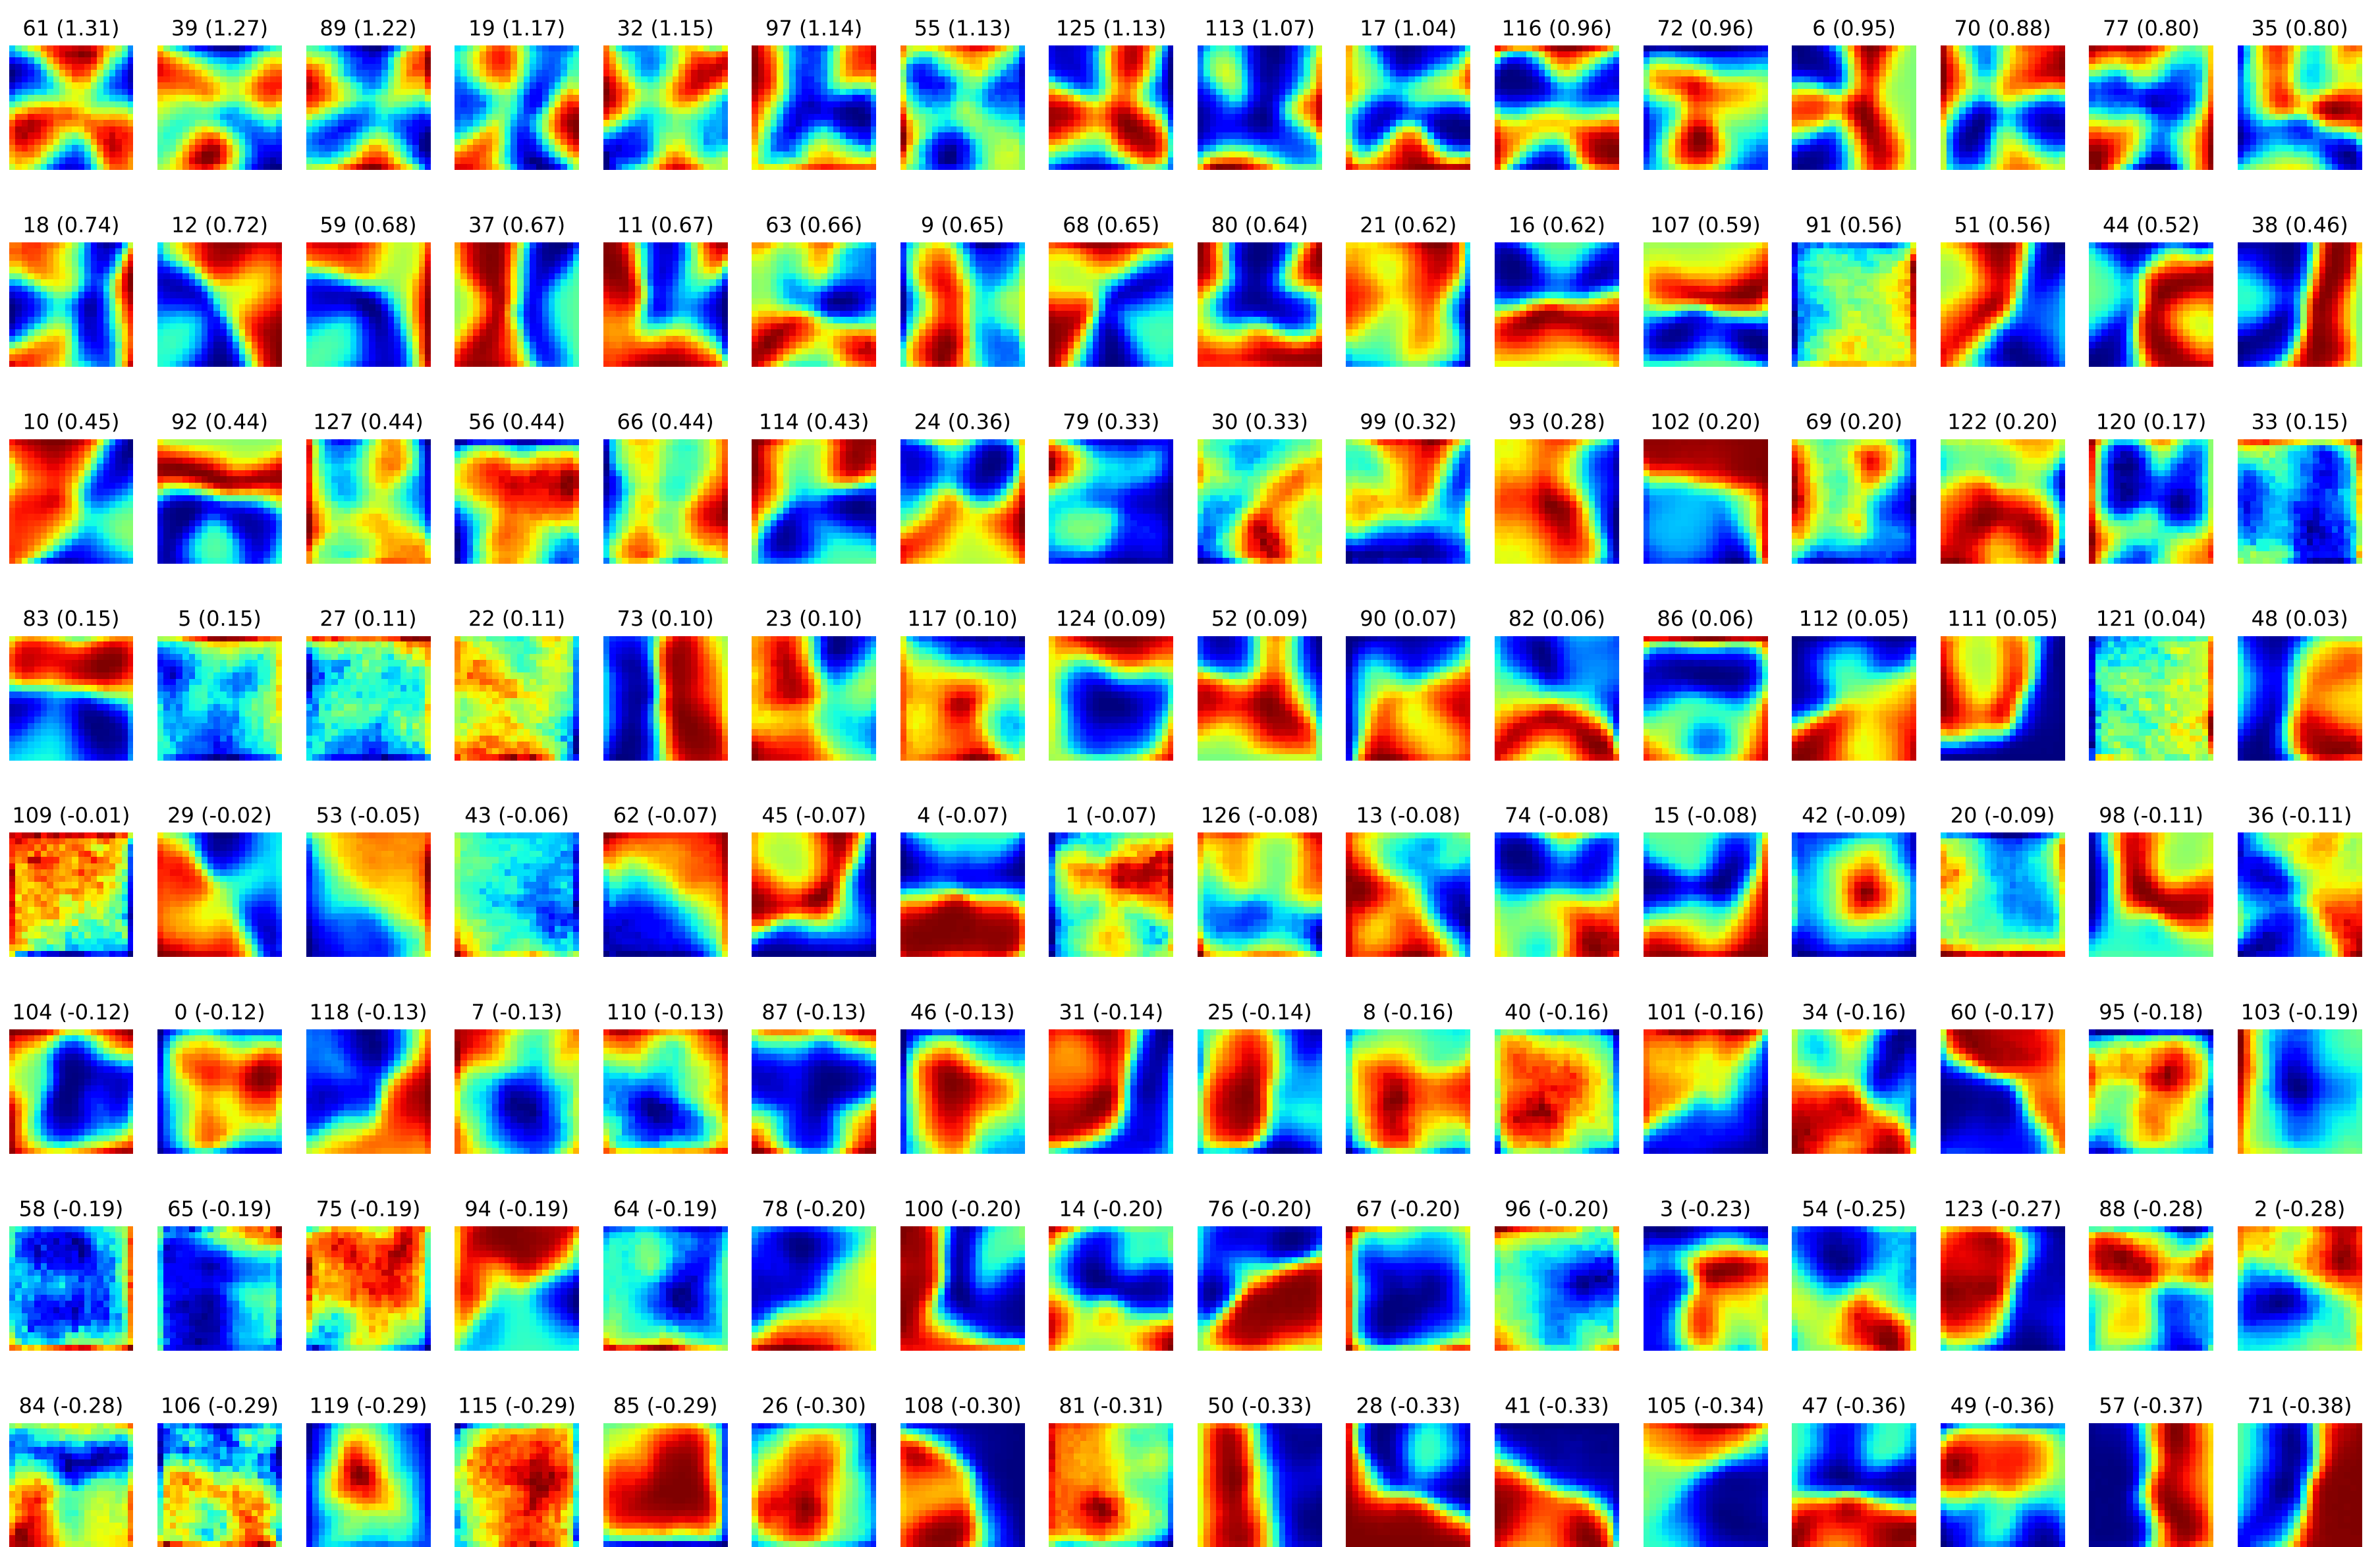 61 (1.31) 39 (1.27) 89 (1.22) 19 (1.17) 32 (1.15) 97 (1.14) 55 (1.13) 125 (1.13) 113 (1.07) 17 (1.04) 116 (0.96) 72 (0.96) 6 (0.95) 70 (0.88) 77 (0.80) 35 (0.80)
18 (0.74) 12 (0.72) 59 (0.68) 37 (0.67) 11 (0.67) 63 (0.66) 9 (0.65) 68 (0.65) 80 (0.64) 21 (0.62) 16 (0.62) 107 (0.59) 91 (0.56) 51 (0.56) 44 (0.52) 38 (0.46)
10 (0.45) 92 (0.44) 127 (0.44) 56 (0.44) 66 (0.44) 114 (0.43) 24 (0.36) 79 (0.33) 30 (0.33) 99 (0.32) 93 (0.28) 102 (0.20) 69 (0.20) 122 (0.20) 120 (0.17) 33 (0.15)
83 (0.15) 5 (0.15) 27 (0.11) 22 (0.11) 73 (0.10) 23 (0.10) 117 (0.10) 124 (0.09) 52 (0.09) 90 (0.07) 82 (0.06) 86 (0.06) 112 (0.05) 111 (0.05) 121 (0.04) 48 (0.03)
109 (-0.01) 29 (-0.02) 53 (-0.05) 43 (-0.06) 62 (-0.07) 45 (-0.07) 4 (-0.07) 1 (-0.07) 126 (-0.08) 13 (-0.08) 74 (-0.08) 15 (-0.08) 42 (-0.09) 20 (-0.09) 98 (-0.11) 36 (-0.11)
104 (-0.12) 0 (-0.12) 118 (-0.13) 7 (-0.13) 110 (-0.13) 87 (-0.13) 46 (-0.13) 31 (-0.14) 25 (-0.14) 8 (-0.16) 40 (-0.16) 101 (-0.16) 34 (-0.16) 60 (-0.17) 95 (-0.18) 103 (-0.19)
58 (-0.19) 65 (-0.19) 75 (-0.19) 94 (-0.19) 64 (-0.19) 78 (-0.20) 100 (-0.20) 14 (-0.20) 76 (-0.20) 67 (-0.20) 96 (-0.20) 3 (-0.23) 54 (-0.25) 123 (-0.27) 88 (-0.28) 2 (-0.28)
84 (-0.28) 106 (-0.29) 119 (-0.29) 115 (-0.29) 85 (-0.29) 26 (-0.30) 108 (-0.30) 81 (-0.31) 50 (-0.33) 28 (-0.33) 41 (-0.33) 105 (-0.34) 47 (-0.36) 49 (-0.36) 57 (-0.37) 71 (-0.38)